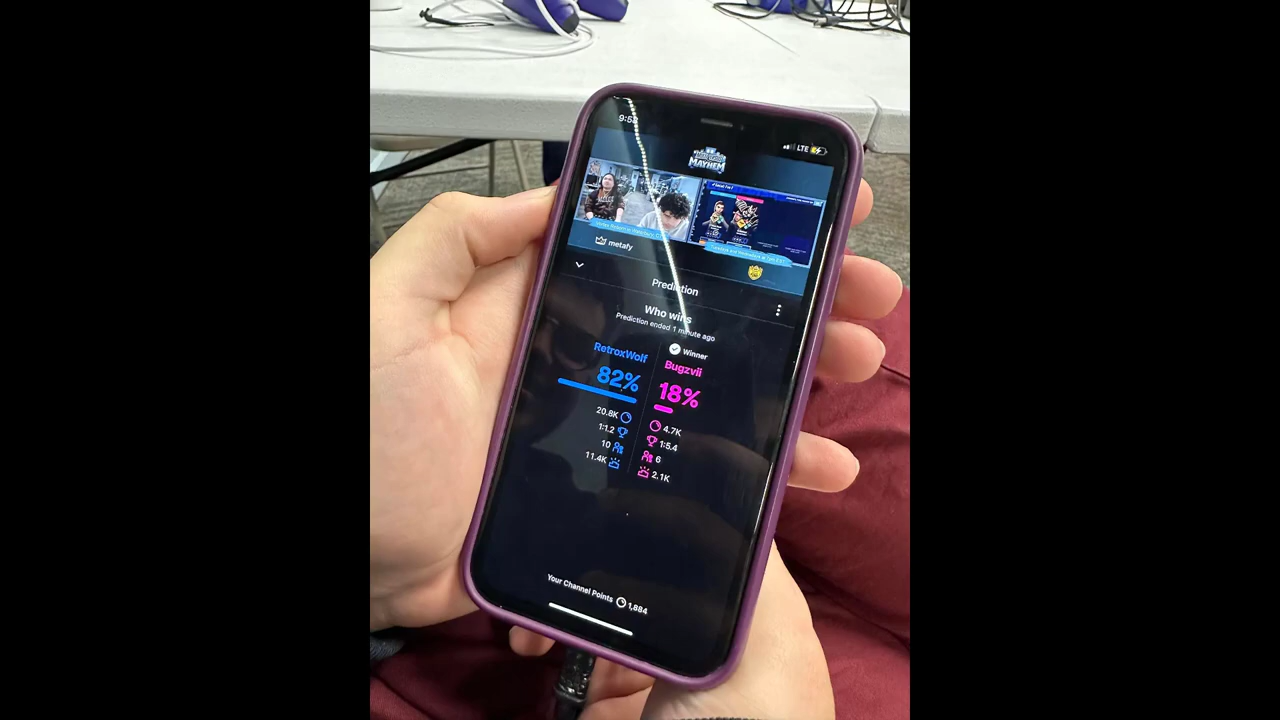 9:5
LTE
MAYHEM
metafy
Prediction
Who wins
Prediction ended 1 minute ago
Winner
RetroxWolf
Bugzvii
82%
18%
20.8K
4.7K
1:1.2
1:5.4
10
6
11.4K
2.1K
Your Channel Points 1,884